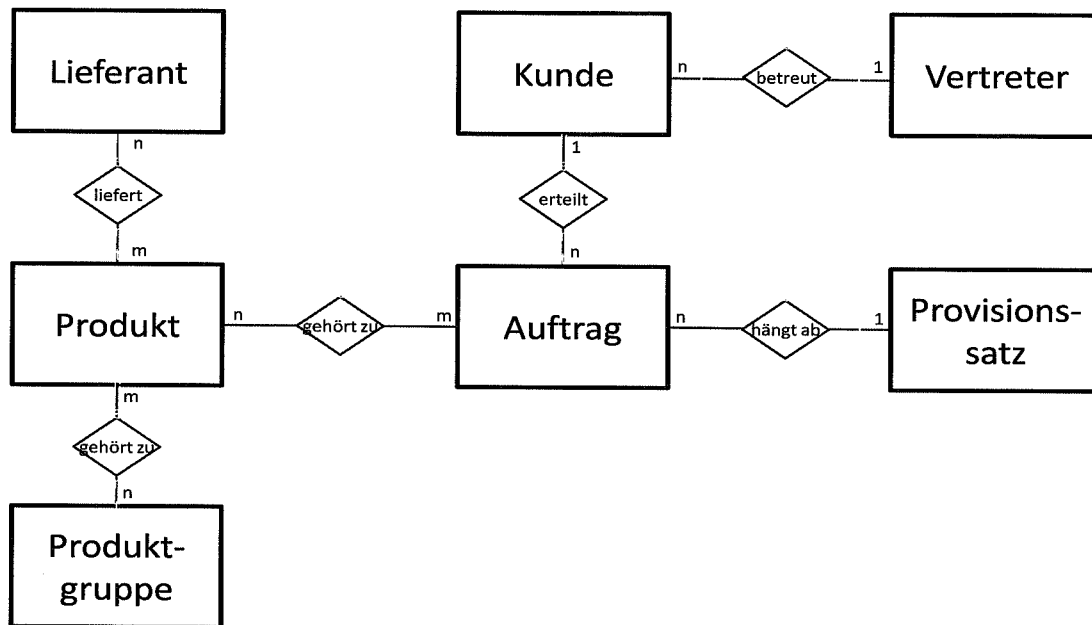 Lieferant
Kunde
n
betreut
1
Vertreter
n
1
liefert
erteilt
m
n
Produkt
n
gehört zu
m
Auftrag
n
hängt ab
1
Provisions-
satz
m
gehört zu
n
Produkt-
gruppe